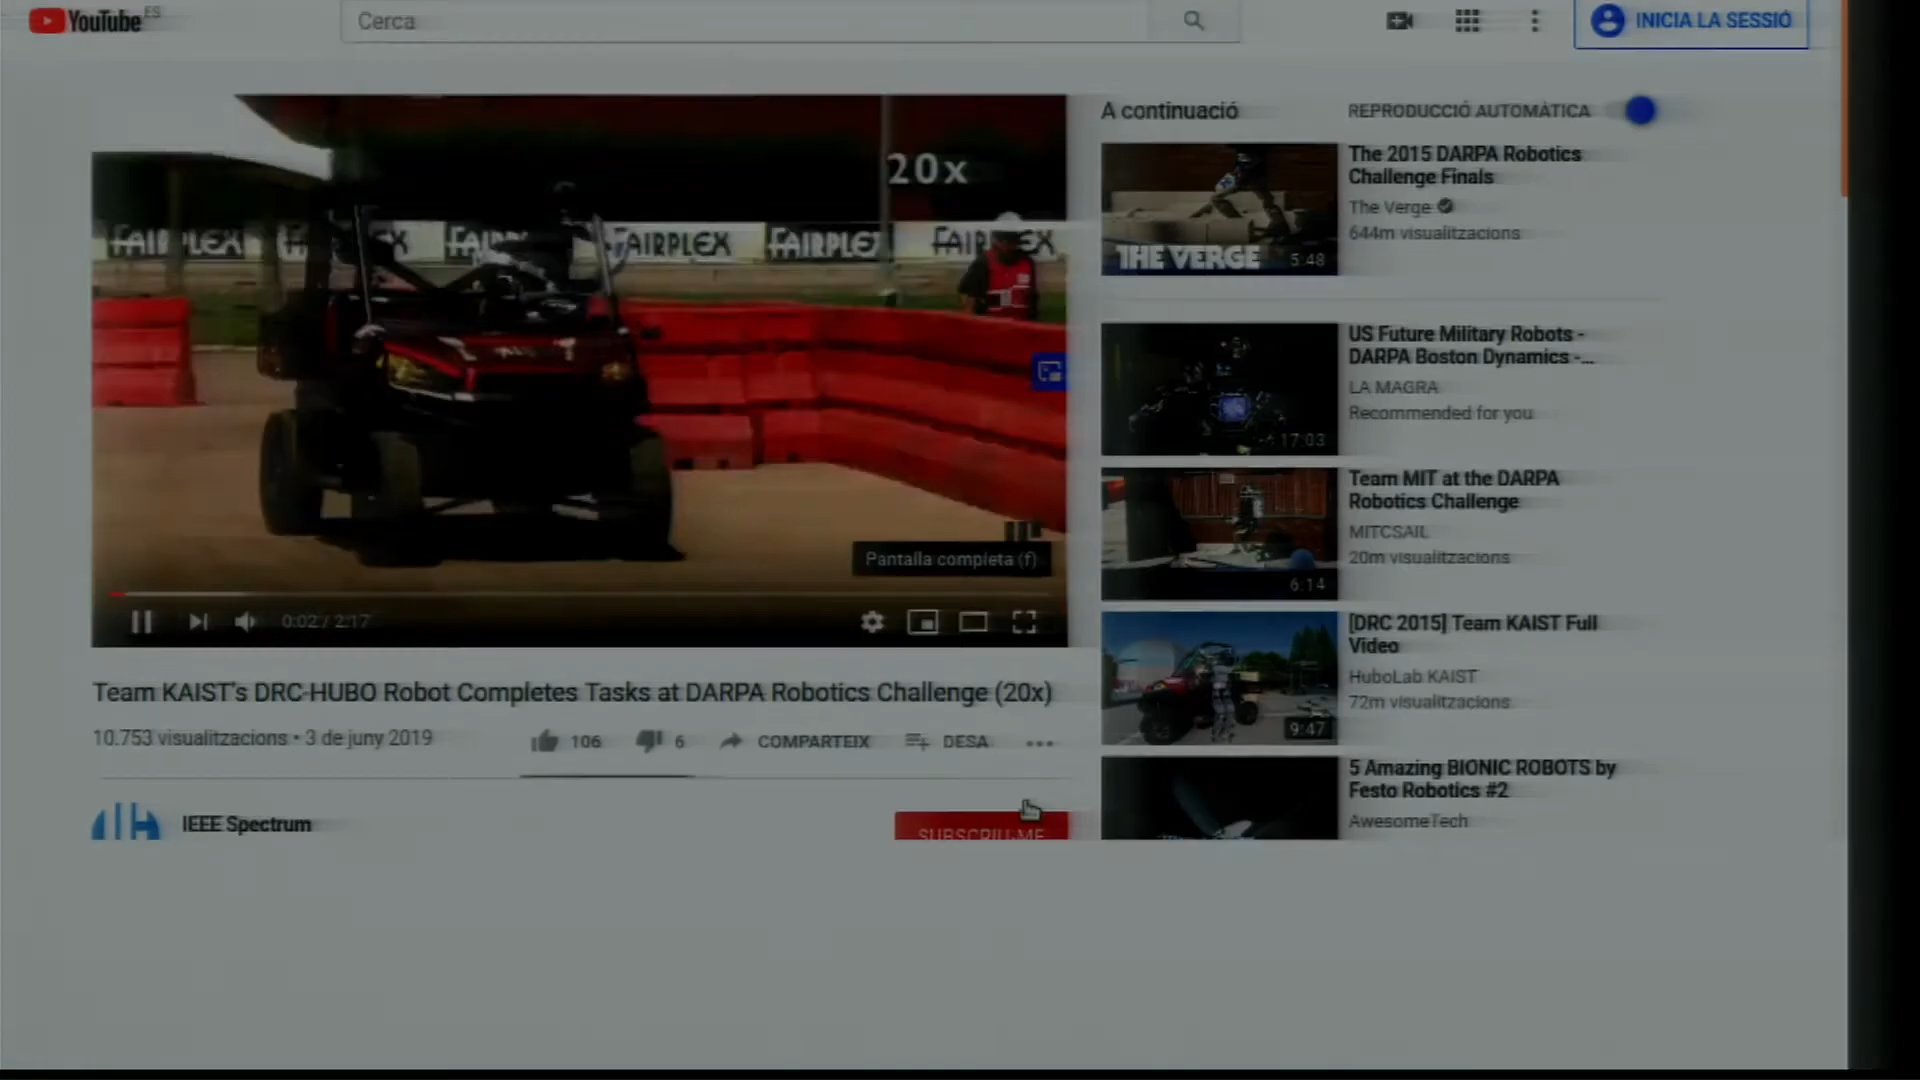 YouTube ES
Cerca
INICIA LA SESSIÓ
20x
FAIRPLEX
FAIRPLEX
FAIRPLEX
FAIRPLEX
Pantalla completa (f)
0:02 / 2:17
Team KAIST's DRC-HUBO Robot Completes Tasks at DARPA Robotics Challenge (20x)
10.753 visualitzacions • 3 de juny 2019
106
6
COMPARTEIX
DESA
IEEE Spectrum
SUBSCRIU-ME
A continuació
REPRODUCCIÓ AUTOMÀTICA
The 2015 DARPA Robotics
Challenge Finals
The Verge
644m visualitzacions
THE VERGE
5:48
US Future Military Robots -
DARPA Boston Dynamics -...
LA MAGRA
Recommended for you
17:03
Team MIT at the DARPA
Robotics Challenge
MITCSAIL
20m visualitzacions
6:14
[DRC 2015] Team KAIST Full
Video
HuboLab KAIST
72m visualitzacions
9:47
5 Amazing BIONIC ROBOTS by
Festo Robotics #2
AwesomeTech